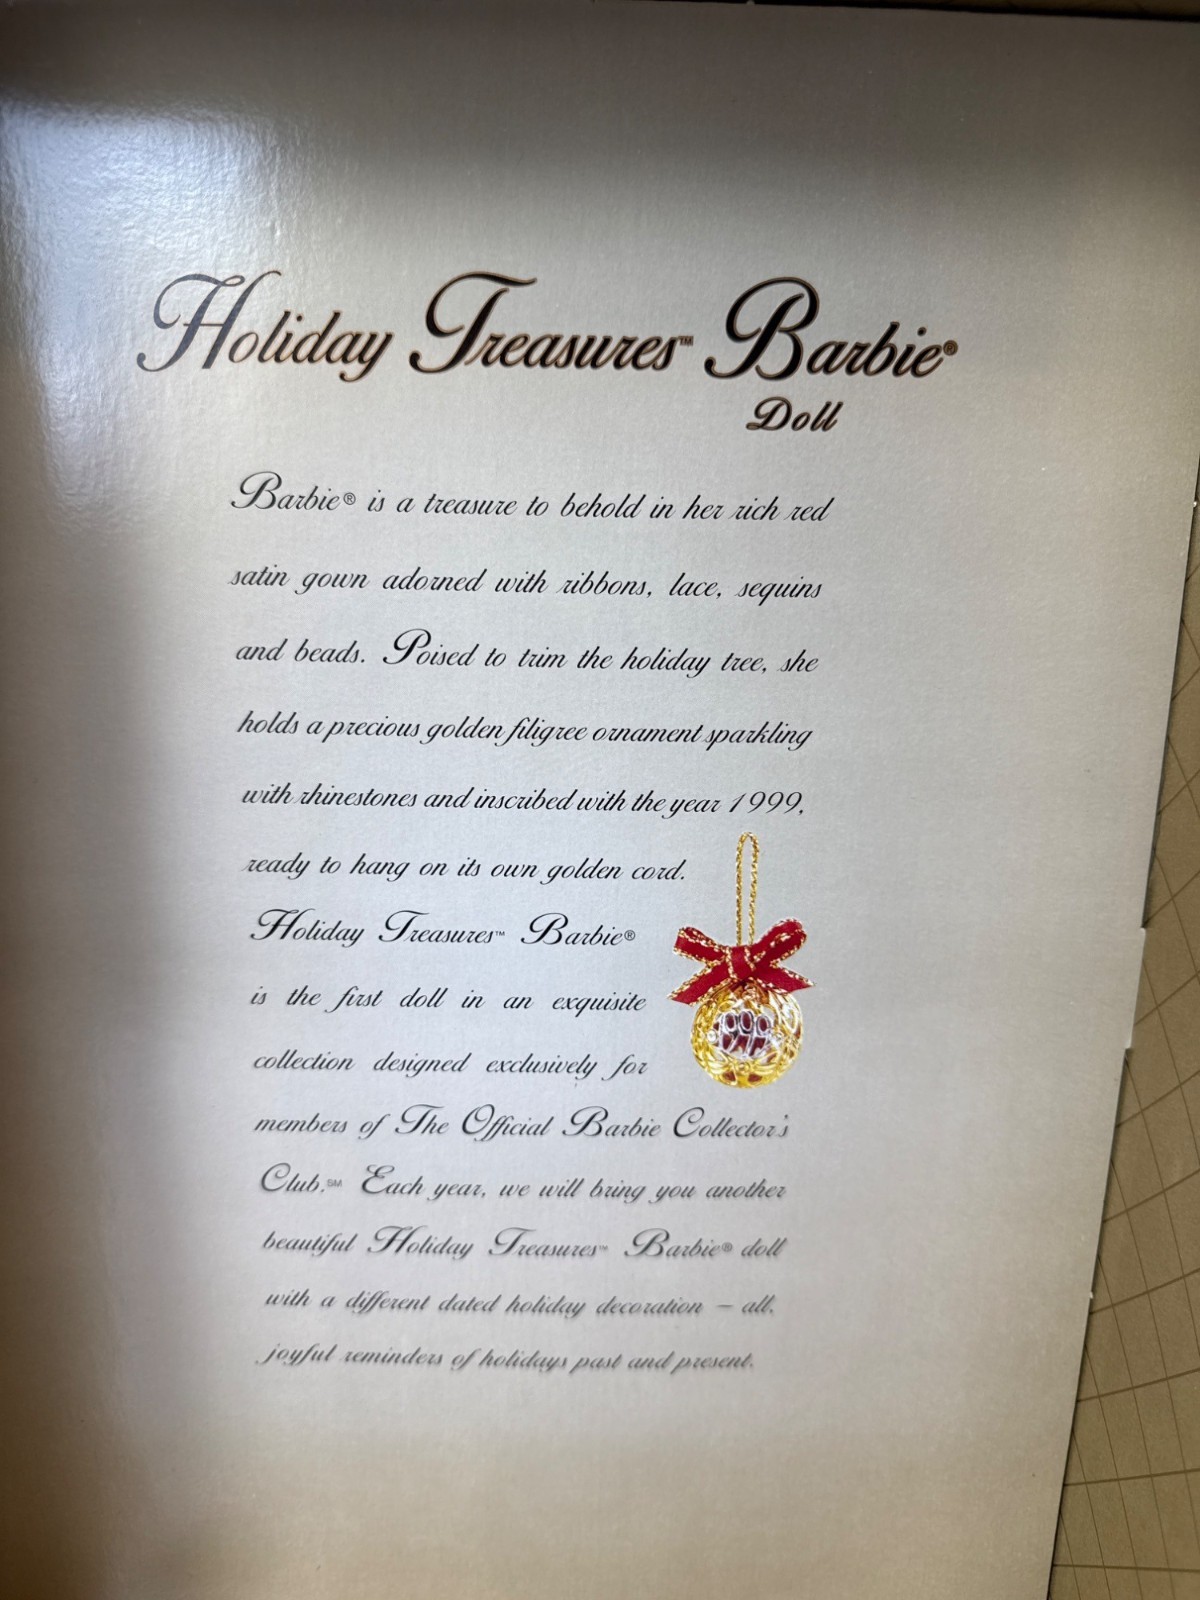 Holiday Treasures™ Barbie®
Doll
Barbie® is a treasure to behold in her rich red
satin gown adorned with ribbons, lace, sequins
and beads. Poised to trim the holiday tree, she
holds a precious golden filigree ornament sparkling
with rhinestones and inscribed with the year 1999,
ready to hang on its own golden cord.
Holiday Treasures™ Barbie®
is the first doll in an exquisite
collection designed exclusively for
members of The Official Barbie Collector's
Club.℠ Each year, we will bring you another
beautiful Holiday Treasures™ Barbie® doll
with a different dated holiday decoration – all
joyful reminders of holidays past and present.